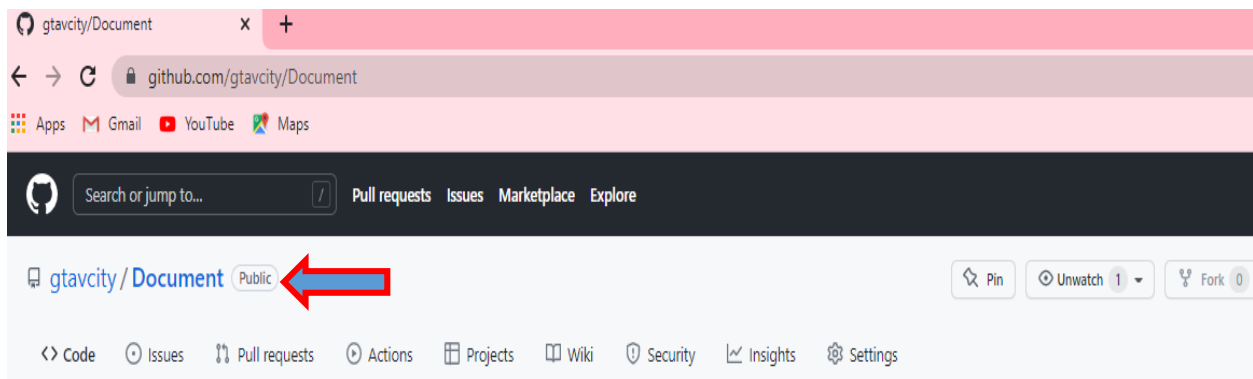 gtavcity/Document
github.com/gtavcity/Document
Apps Gmail YouTube Maps
Search or jump to... / Pull requests Issues Marketplace Explore
gtavcity / Document Public Pin Unwatch 1 Fork 0
<> Code Issues Pull requests Actions Projects Wiki Security Insights Settings